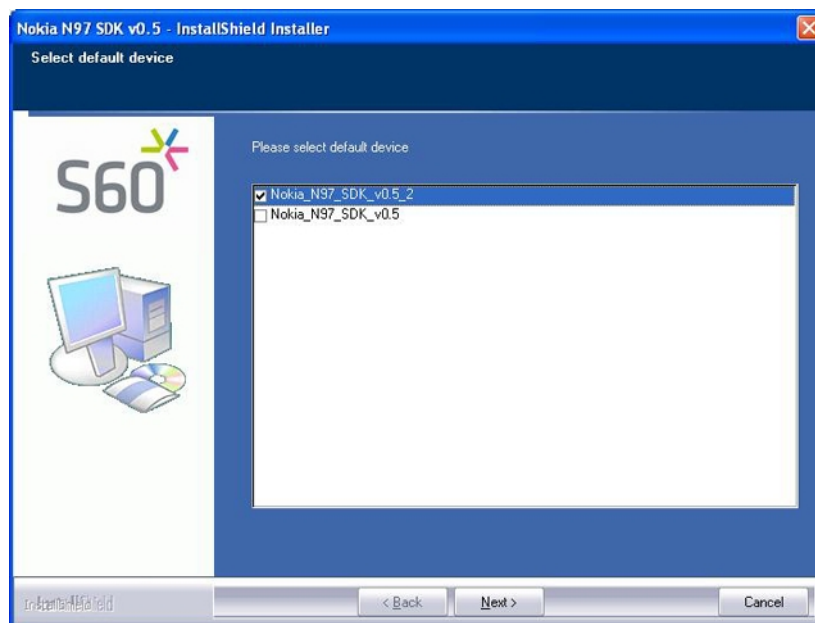 Nokia N97 SDK v0.5 - InstallShield Installer
Select default device
S60
Please select default device
Nokia_N97_SDK_v0.5_2
Nokia_N97_SDK_v0.5
< Back
Next >
Cancel